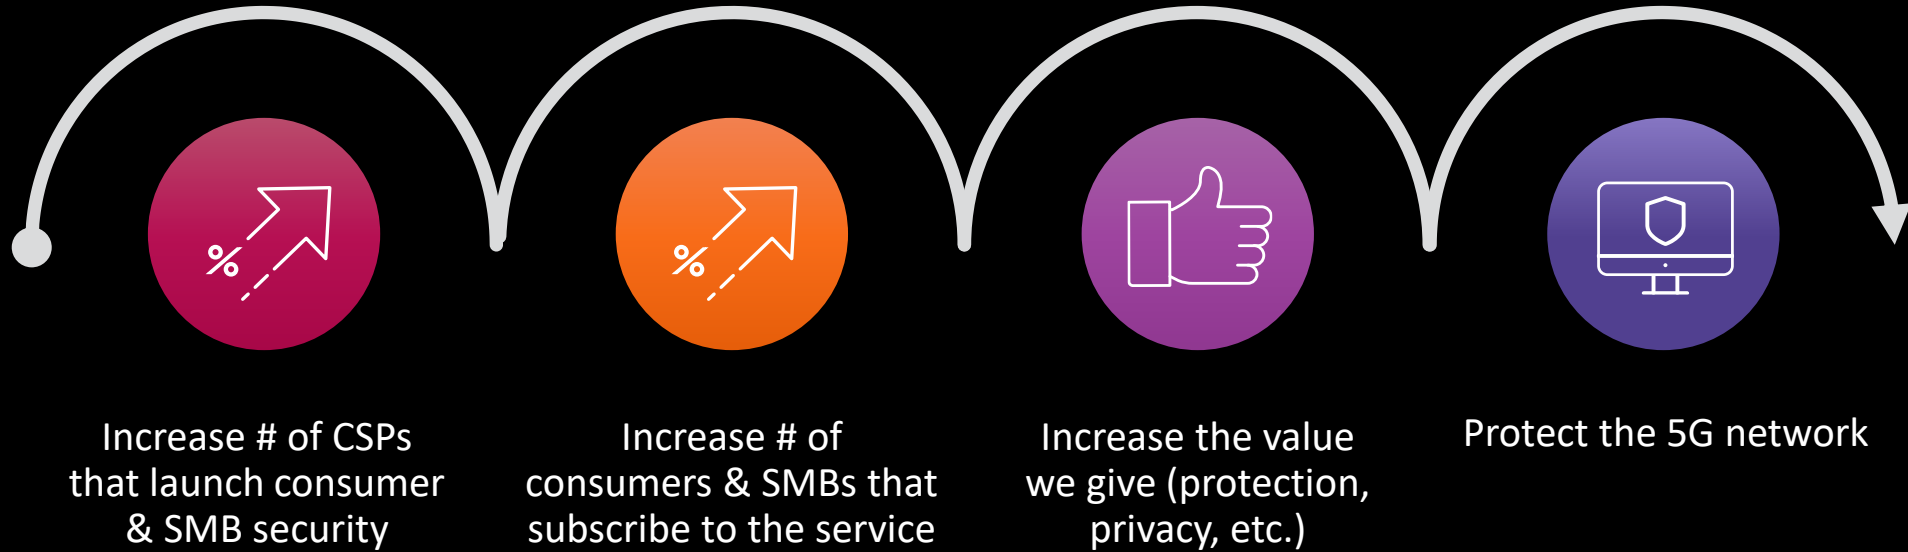 %
%
Increase # of CSPs
that launch consumer
& SMB security
Increase # of
consumers & SMBs that
subscribe to the service
Increase the value
we give (protection,
privacy, etc.)
Protect the 5G network